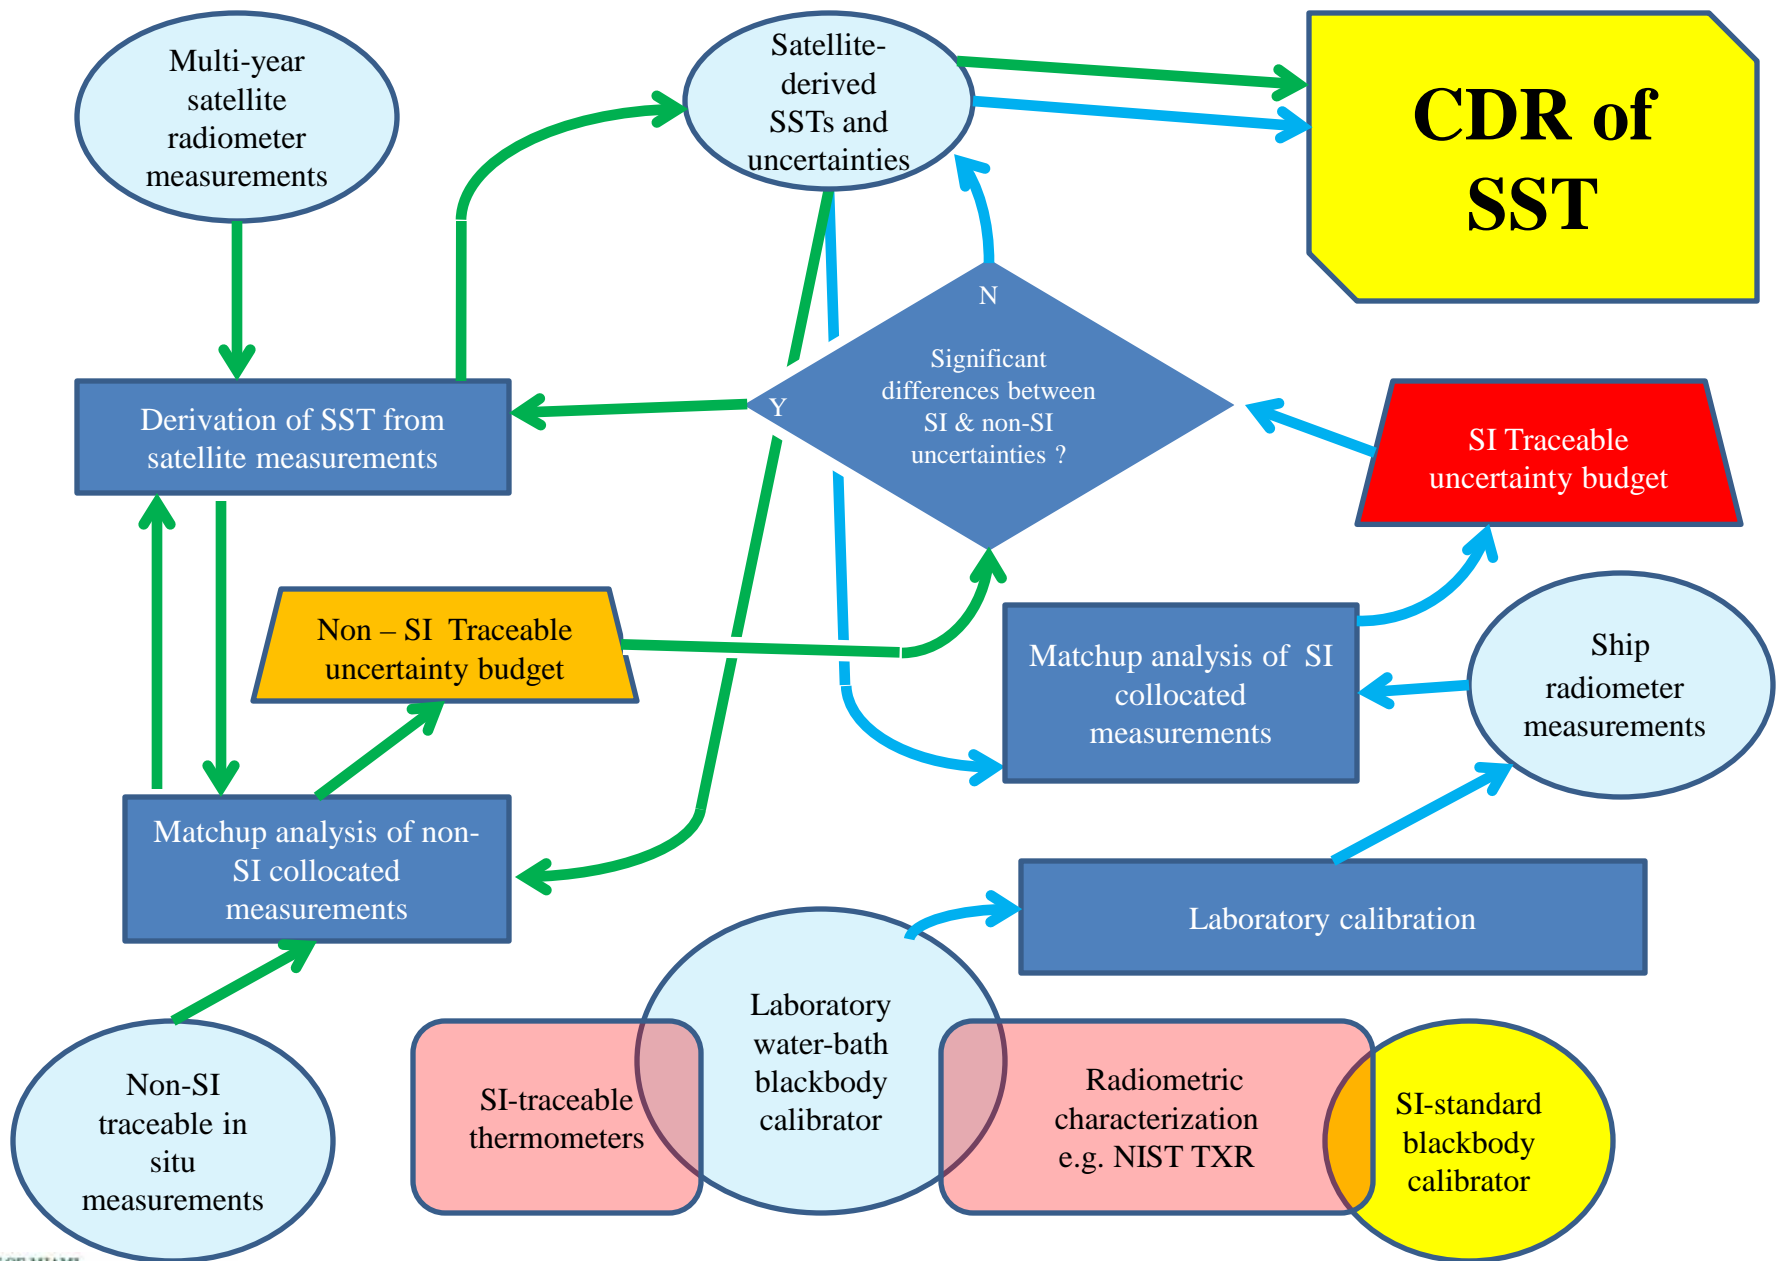 Multi-year
satellite
radiometer
measurements
Satellite-
derived
SSTs and
uncertainties
CDR of
SST
N
Significant
differences between
SI & non-SI
uncertainties ?
Y
Derivation of SST from
satellite measurements
SI Traceable
uncertainty budget
Non – SI Traceable
uncertainty budget
Matchup analysis of SI
collocated
measurements
Ship
radiometer
measurements
Matchup analysis of non-
SI collocated
measurements
Laboratory calibration
Non-SI
traceable in
situ
measurements
SI-traceable
thermometers
Laboratory
water-bath
blackbody
calibrator
Radiometric
characterization
e.g. NIST TXR
SI-standard
blackbody
calibrator